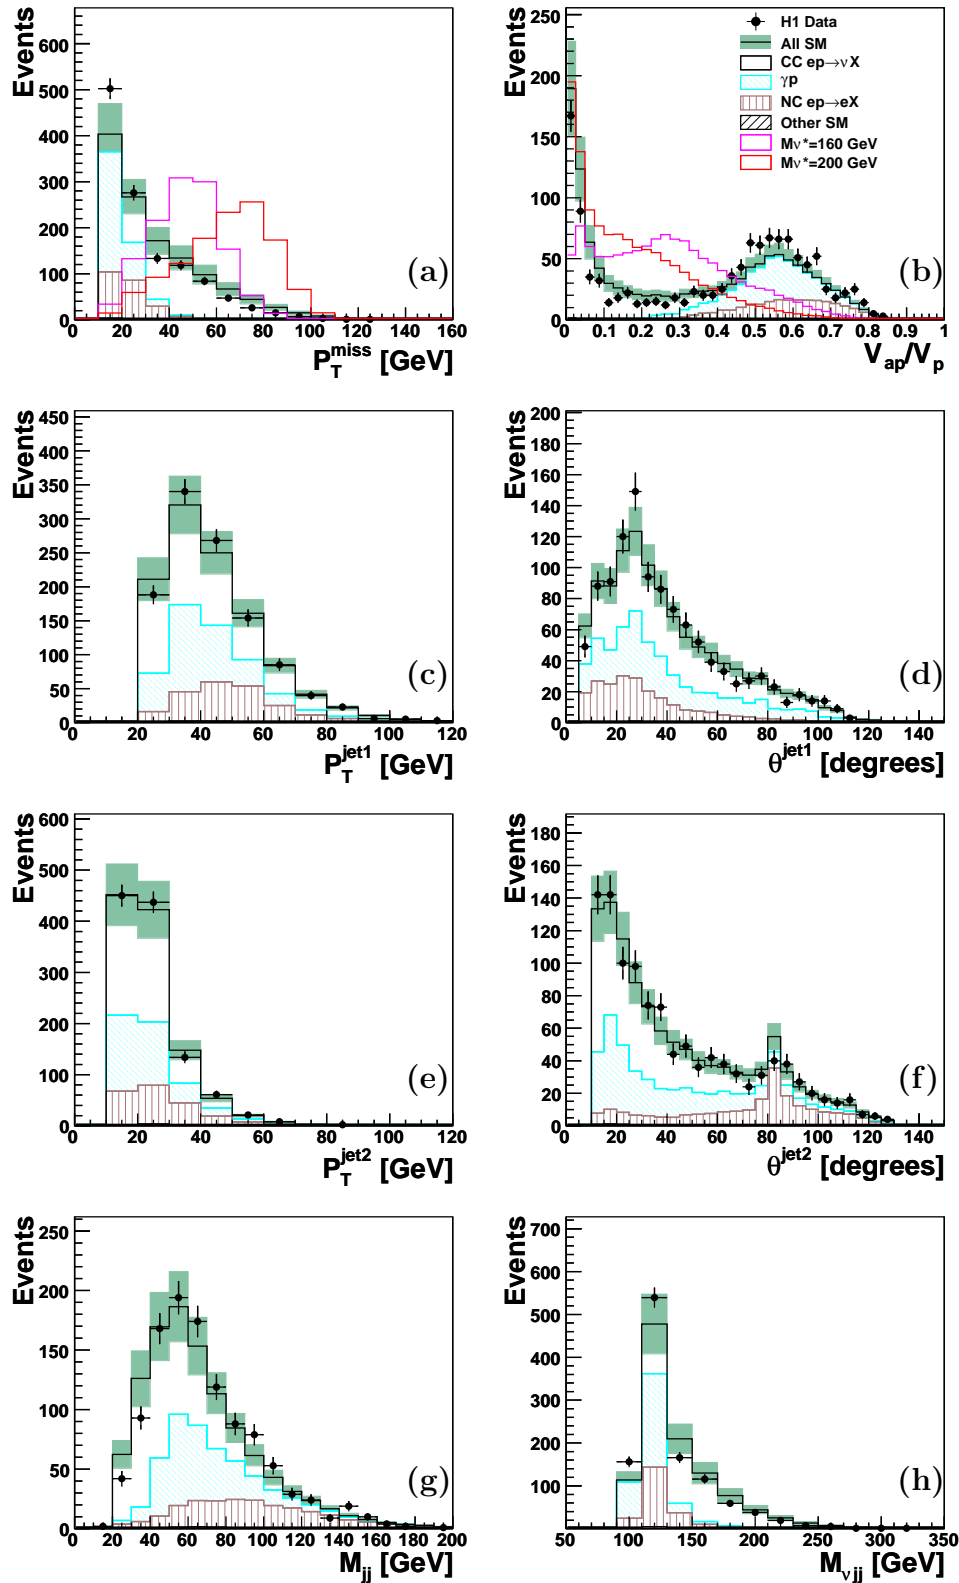 Events
600
500
400
300
200
100
0
(a)
20 40 60 80 100 120 140 160
P_T^miss [GeV]
Events
250
200
150
100
50
0
H1 Data
All SM
CC ep→νX
γp
NC ep→eX
Other SM
Mν*=160 GeV
Mν*=200 GeV
(b)
0 0.1 0.2 0.3 0.4 0.5 0.6 0.7 0.8 0.9 1
V_ap/V_p
Events
450
400
350
300
250
200
150
100
50
0
(c)
0 20 40 60 80 100 120
P_T^jet1 [GeV]
Events
200
180
160
140
120
100
80
60
40
20
0
(d)
0 20 40 60 80 100 120 140
θ^jet1 [degrees]
Events
600
500
400
300
200
100
0
(e)
0 20 40 60 80 100 120
P_T^jet2 [GeV]
Events
180
160
140
120
100
80
60
40
20
0
(f)
0 20 40 60 80 100 120 140
θ^jet2 [degrees]
Events
250
200
150
100
50
0
(g)
0 20 40 60 80 100 120 140 160 180 200
M_jj [GeV]
Events
700
600
500
400
300
200
100
(h)
50 100 150 200 250 300 350
M_νjj [GeV]